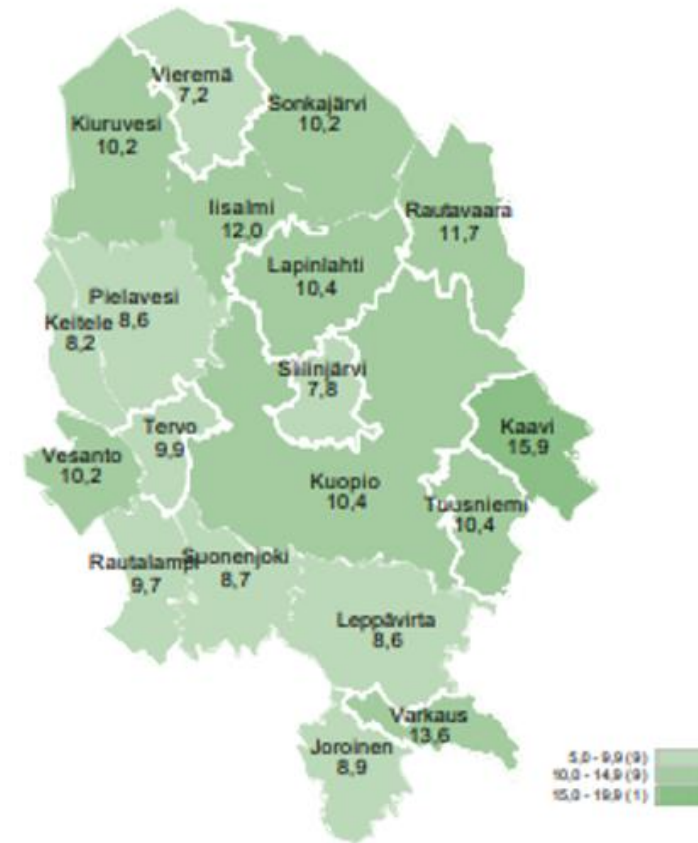 Vieremä
7,2
Sonkajärvi
10,2
Kiuruvesi
10,2
Iisalmi
12,0
Rautavaara
11,7
Lapinlahti
10,4
Pielavesi
8,6
Keitele
8,2
Siilinjärvi
7,8
Kaavi
15,9
Tervo
9,9
Vesanto
10,2
Kuopio
10,4
Tuusniemi
10,4
Rautalampi
9,7
Suonenjoki
8,7
Leppävirta
8,6
Varkaus
13,6
Joroinen
8,9
5,0 - 9,9 (9)
10,0 - 14,9 (9)
15,0 - 19,9 (1)